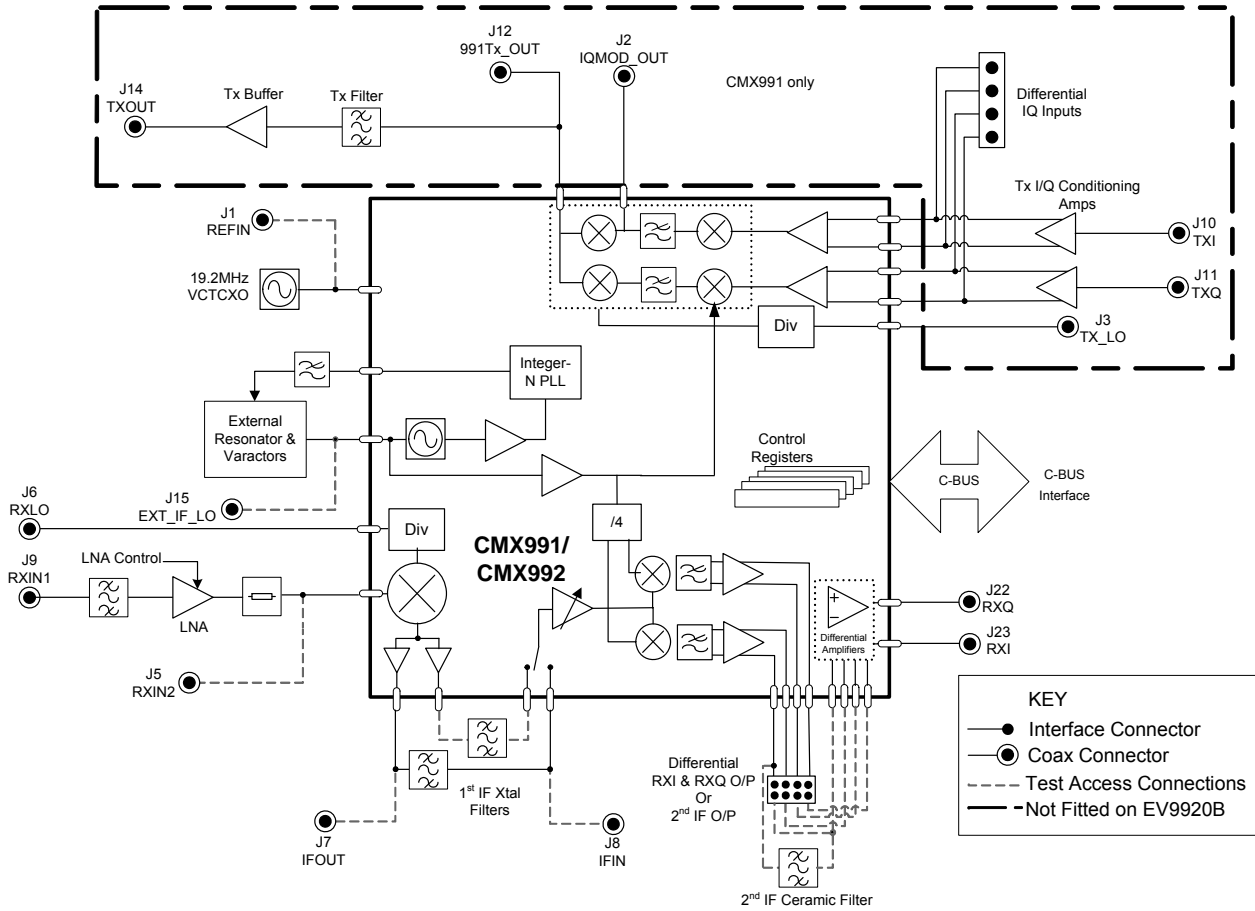 J12
991Tx_OUT
J2
IQMOD_OUT
CMX991 only
J14
TXOUT
Tx Buffer
Tx Filter
Differential
IQ Inputs
Tx I/Q Conditioning
Amps
J10
TXI
J11
TXQ
J3
TX_LO
J1
REFIN
19.2MHz
VCTCXO
Div
Integer-
N PLL
External
Resonator &
Varactors
Control
Registers
C-BUS
C-BUS
Interface
J6
RXLO
J15
EXT_IF_LO
Div
/4
CMX991/
CMX992
J9
RXIN1
LNA Control
LNA
J5
RXIN2
+
−
Differential
Amplifiers
J22
RXQ
J23
RXI
1st IF Xtal
Filters
J7
IFOUT
J8
IFIN
Differential
RXI & RXQ O/P
Or
2nd IF O/P
2nd IF Ceramic Filter
KEY
Interface Connector
Coax Connector
Test Access Connections
Not Fitted on EV9920B